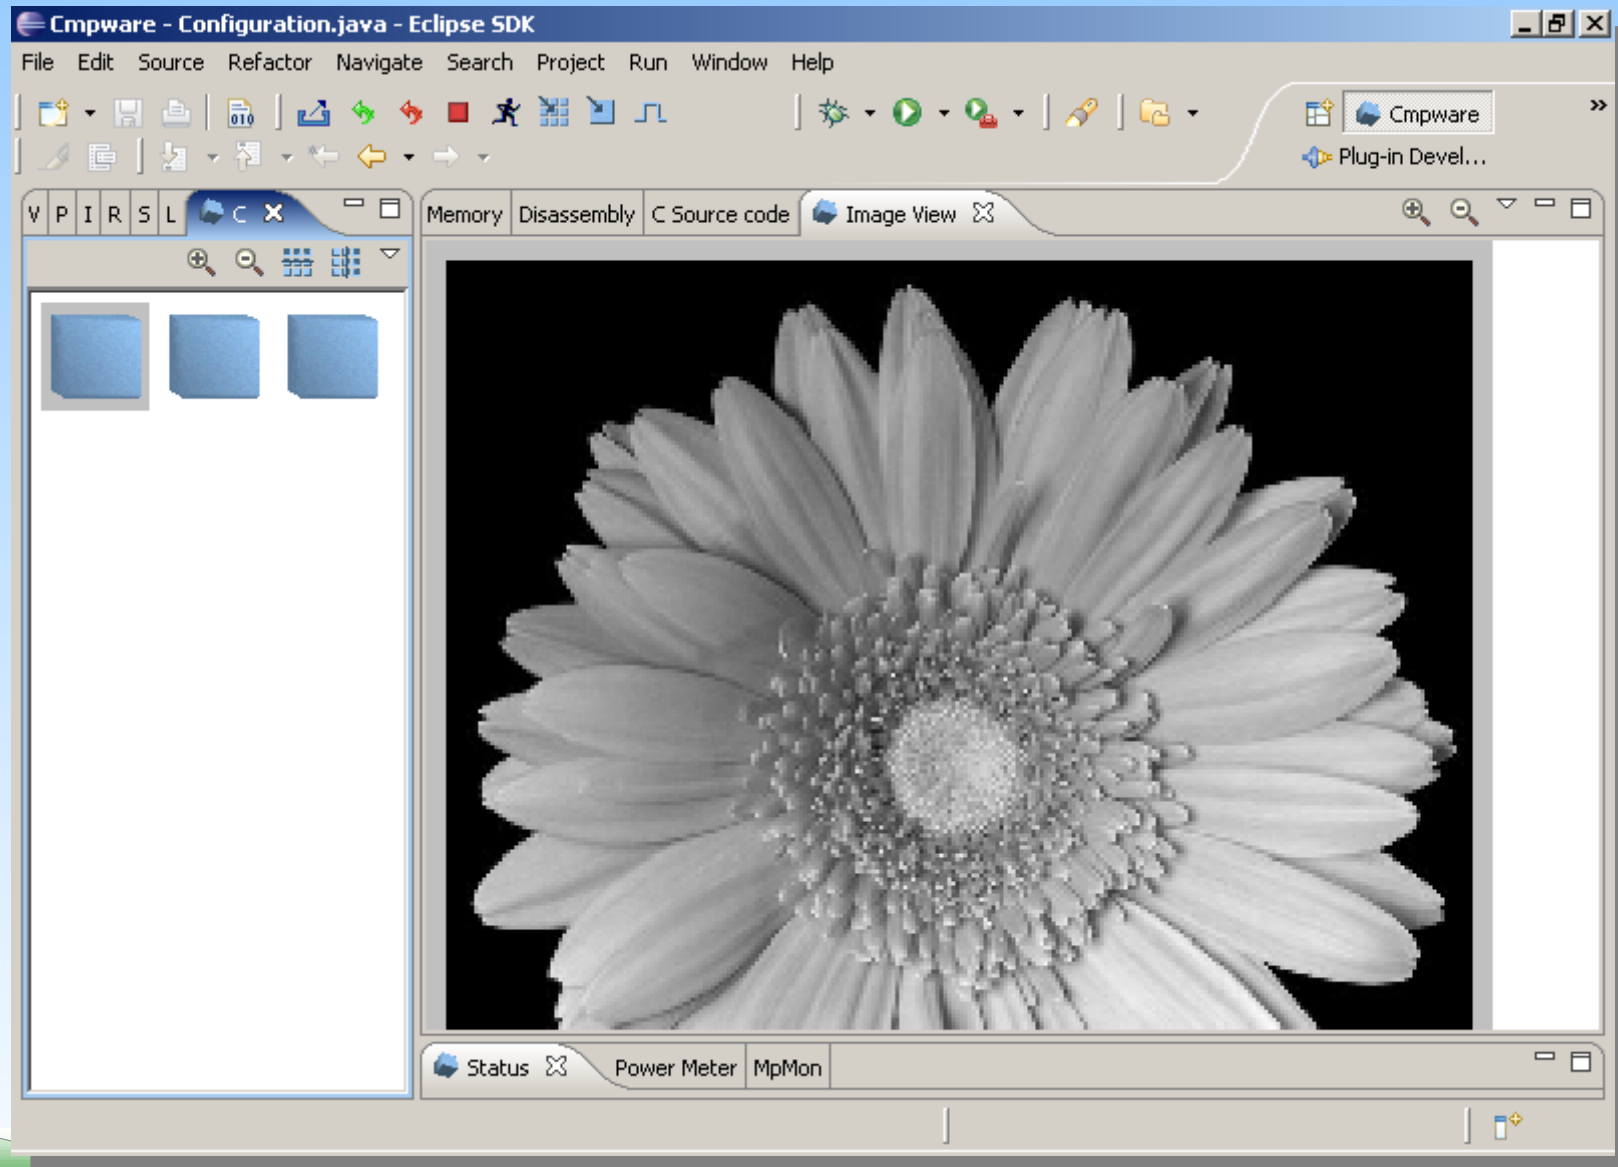 Cmpware - Configuration.java - Eclipse SDK
File Edit Source Refactor Navigate Search Project Run Window Help
010
Cmpware
»
Plug-in Devel...
V P I R S L C
Memory Disassembly C Source code Image View
Status Power Meter MpMon